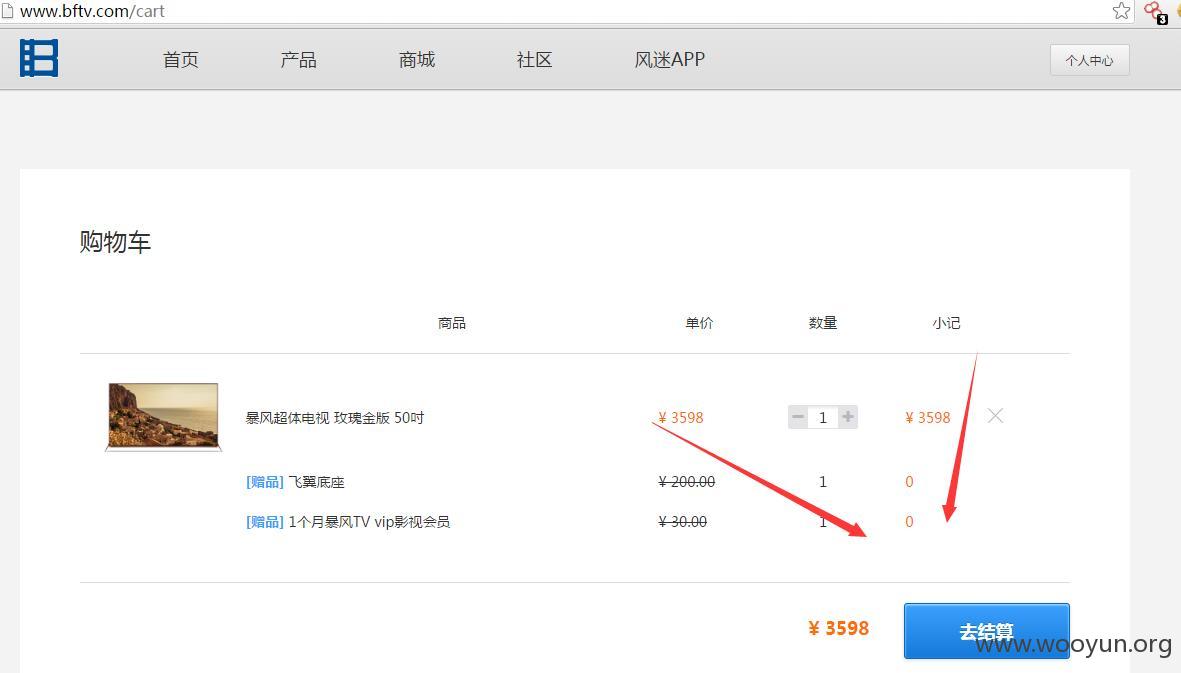 www.bftv.com/cart
3
首页 产品 商城 社区 风迷APP 个人中心
购物车
商品 单价 数量 小记
暴风超体电视 玫瑰金版 50吋 ¥ 3598 1 ¥ 3598
[赠品] 飞翼底座 ¥ 200.00 1 0
[赠品] 1个月暴风TV vip影视会员 ¥ 30.00 1 0
¥ 3598 去结算
www.wooyun.org